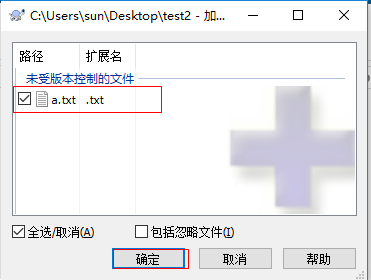 C:\Users\sun\Desktop\test2 - 加...
路径 扩展名
未受版本控制的文件
a.txt .txt
全选/取消(A) 包括忽略文件(I)
确定 取消 帮助